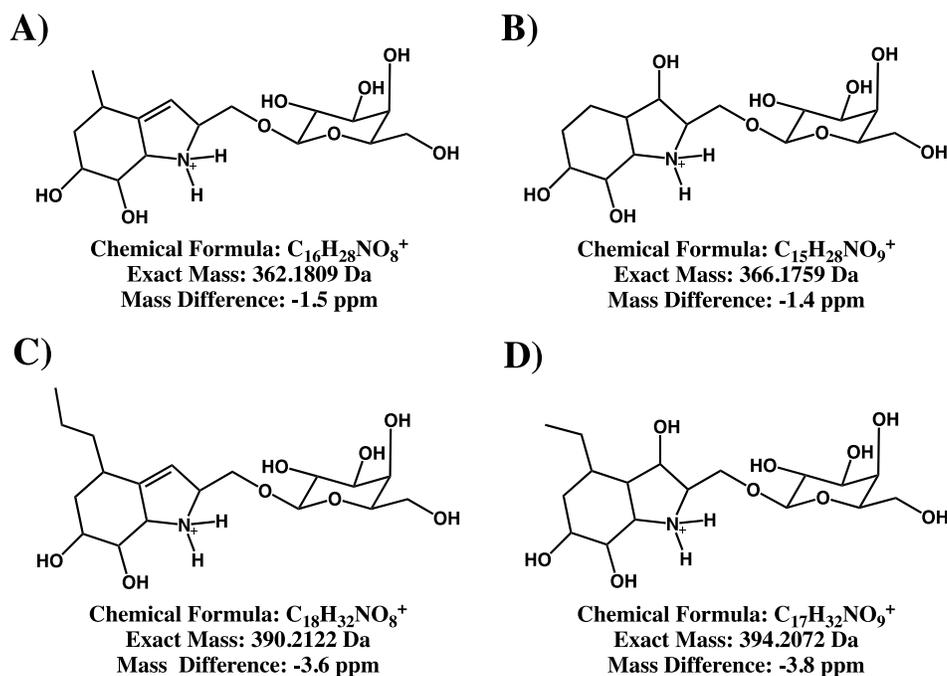 A)
OH
OH
HO
O
O
OH
N
+
H
H
HO
OH
Chemical Formula: C₁₆H₂₈NO₈⁺
Exact Mass: 362.1809 Da
Mass Difference: -1.5 ppm
B)
OH
OH
OH
HO
O
O
OH
N
+
H
H
HO
OH
Chemical Formula: C₁₅H₂₈NO₉⁺
Exact Mass: 366.1759 Da
Mass Difference: -1.4 ppm
C)
OH
OH
HO
O
O
OH
N
+
H
H
HO
OH
Chemical Formula: C₁₈H₃₂NO₈⁺
Exact Mass: 390.2122 Da
Mass Difference: -3.6 ppm
D)
OH
OH
OH
HO
O
O
OH
N
+
H
H
HO
OH
Chemical Formula: C₁₇H₃₂NO₉⁺
Exact Mass: 394.2072 Da
Mass Difference: -3.8 ppm